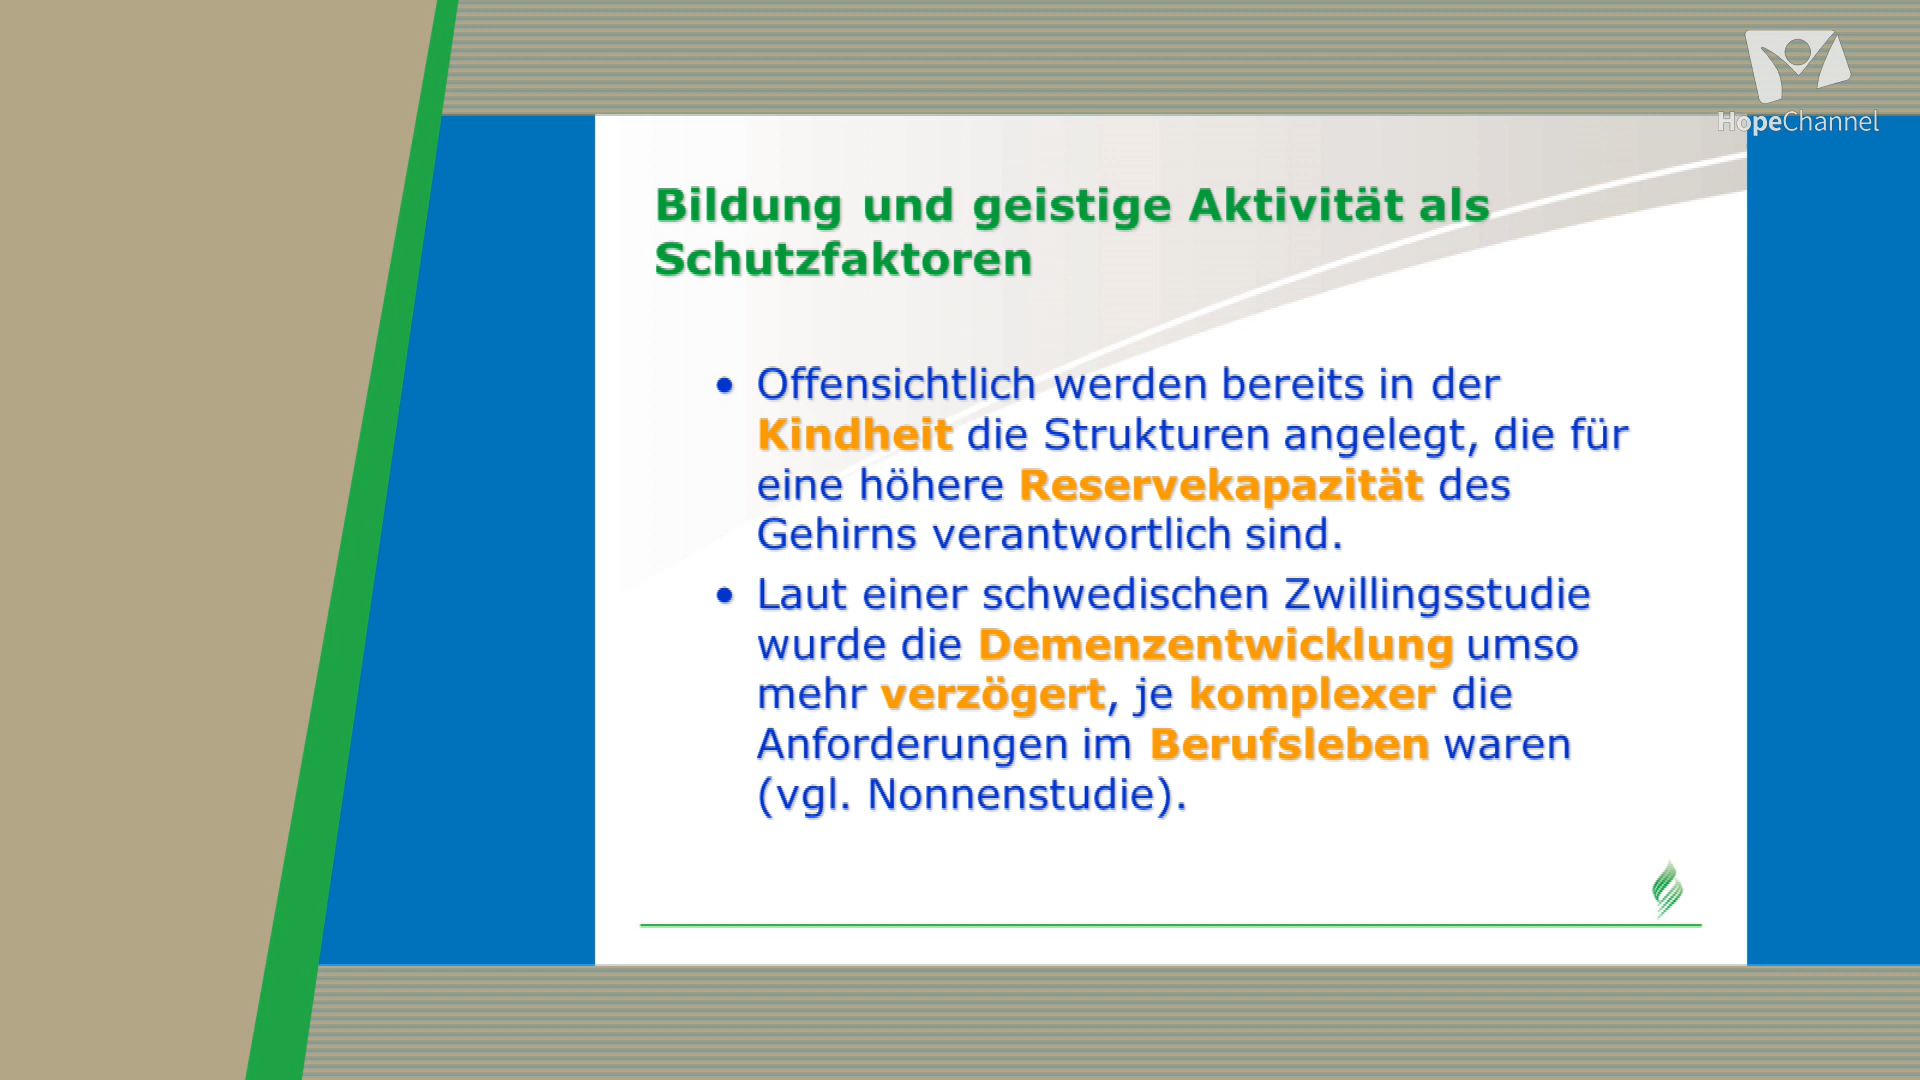 HopeChannel
Bildung und geistige Aktivität als
Schutzfaktoren
• Offensichtlich werden bereits in der
Kindheit die Strukturen angelegt, die für
eine höhere Reservekapazität des
Gehirns verantwortlich sind.
• Laut einer schwedischen Zwillingsstudie
wurde die Demenzentwicklung umso
mehr verzögert, je komplexer die
Anforderungen im Berufsleben waren
(vgl. Nonnenstudie).